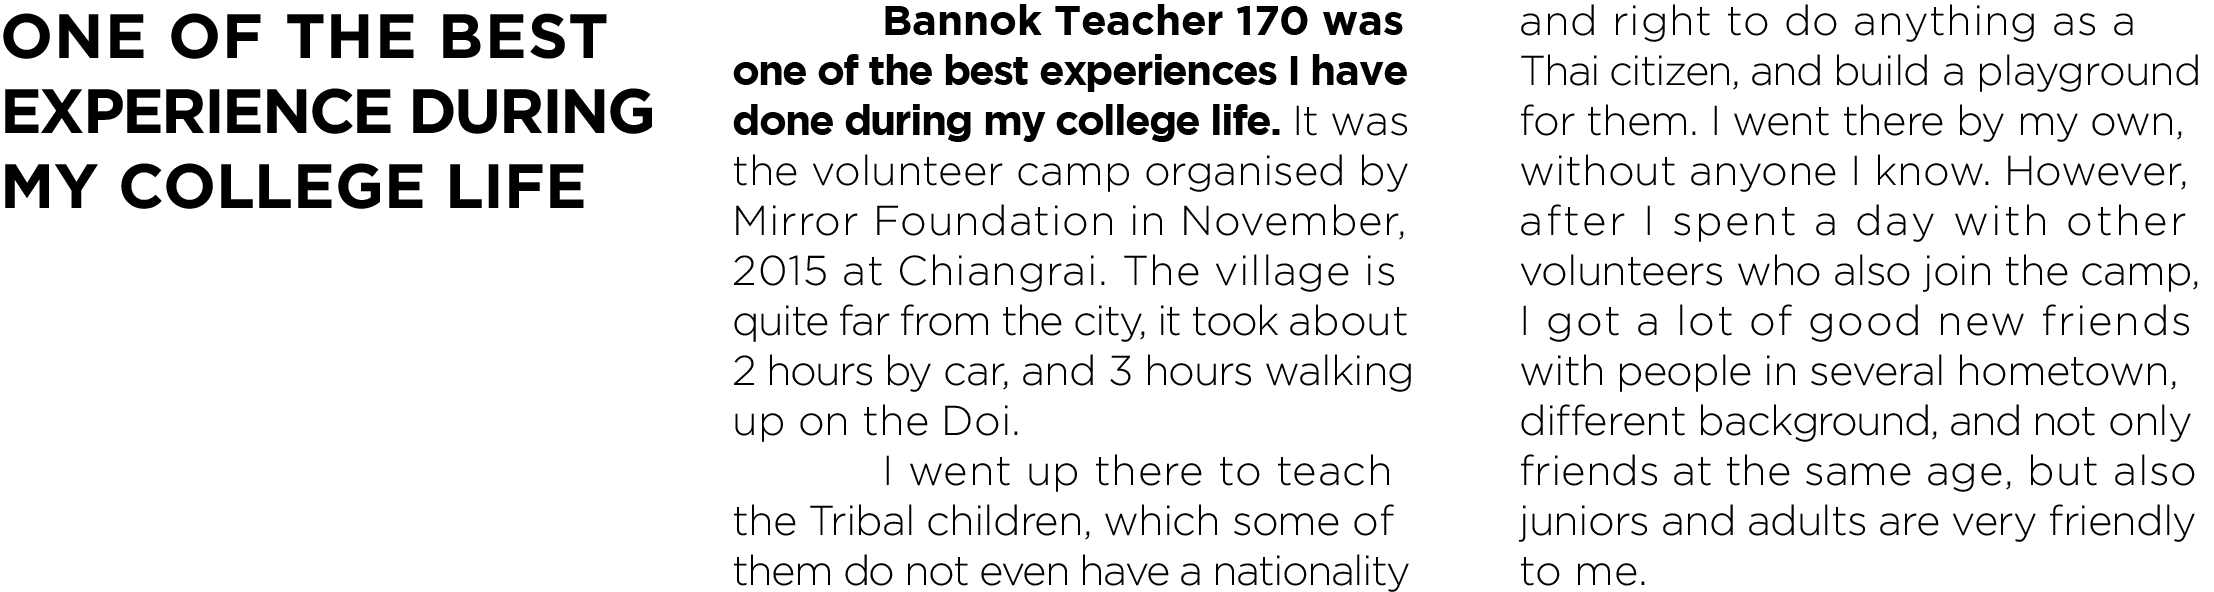 ONE OF THE BEST
EXPERIENCE DURING
MY COLLEGE LIFE
Bannok Teacher 170 was
one of the best experiences I have
done during my college life. It was
the volunteer camp organised by
Mirror Foundation in November,
2015 at Chiangrai. The village is
quite far from the city, it took about
2 hours by car, and 3 hours walking
up on the Doi.
I went up there to teach
the Tribal children, which some of
them do not even have a nationality
and right to do anything as a
Thai citizen, and build a playground
for them. I went there by my own,
without anyone I know. However,
after I spent a day with other
volunteers who also join the camp,
I got a lot of good new friends
with people in several hometown,
different background, and not only
friends at the same age, but also
juniors and adults are very friendly
to me.